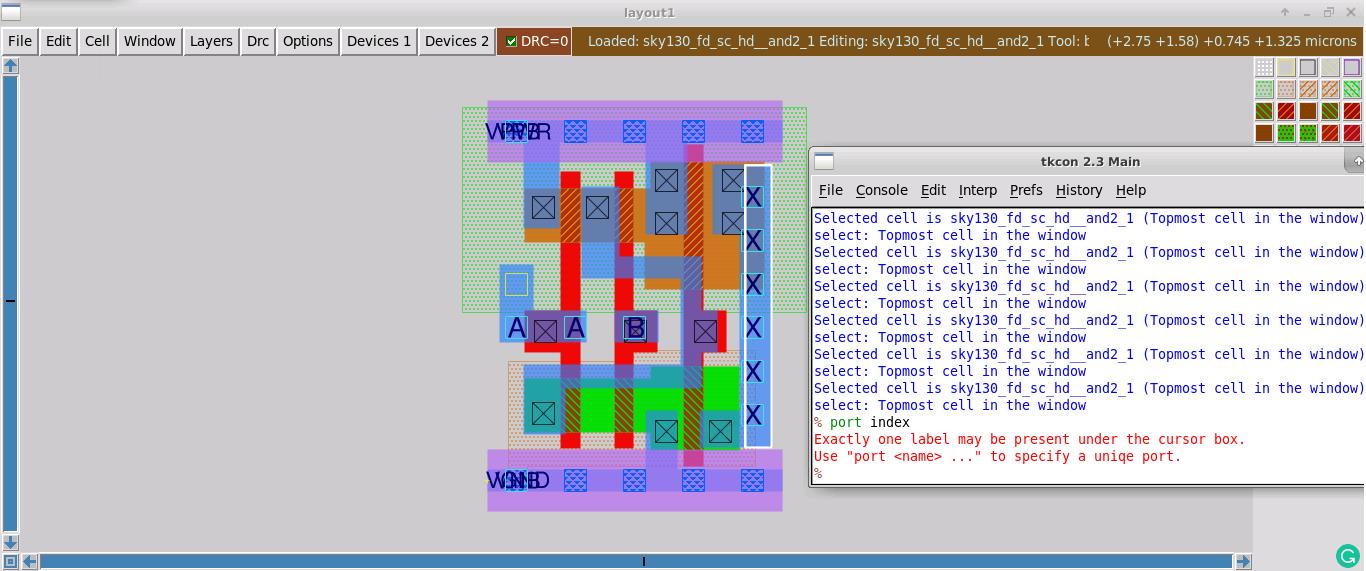 layout1
File Edit Cell Window Layers Drc Options Devices 1 Devices 2 DRC=0 Loaded: sky130_fd_sc_hd__and2_1 Editing: sky130_fd_sc_hd__and2_1 Tool: b (+2.75 +1.58) +0.745 +1.325 microns
X
X
X
A A B X
X
X
tkcon 2.3 Main
File Console Edit Interp Prefs History Help
Selected cell is sky130_fd_sc_hd__and2_1 (Topmost cell in the window)
select: Topmost cell in the window
Selected cell is sky130_fd_sc_hd__and2_1 (Topmost cell in the window)
select: Topmost cell in the window
Selected cell is sky130_fd_sc_hd__and2_1 (Topmost cell in the window)
select: Topmost cell in the window
Selected cell is sky130_fd_sc_hd__and2_1 (Topmost cell in the window)
select: Topmost cell in the window
Selected cell is sky130_fd_sc_hd__and2_1 (Topmost cell in the window)
select: Topmost cell in the window
Selected cell is sky130_fd_sc_hd__and2_1 (Topmost cell in the window)
select: Topmost cell in the window
% port index
Exactly one label may be present under the cursor box.
Use "port <name> ..." to specify a uniqe port.
%